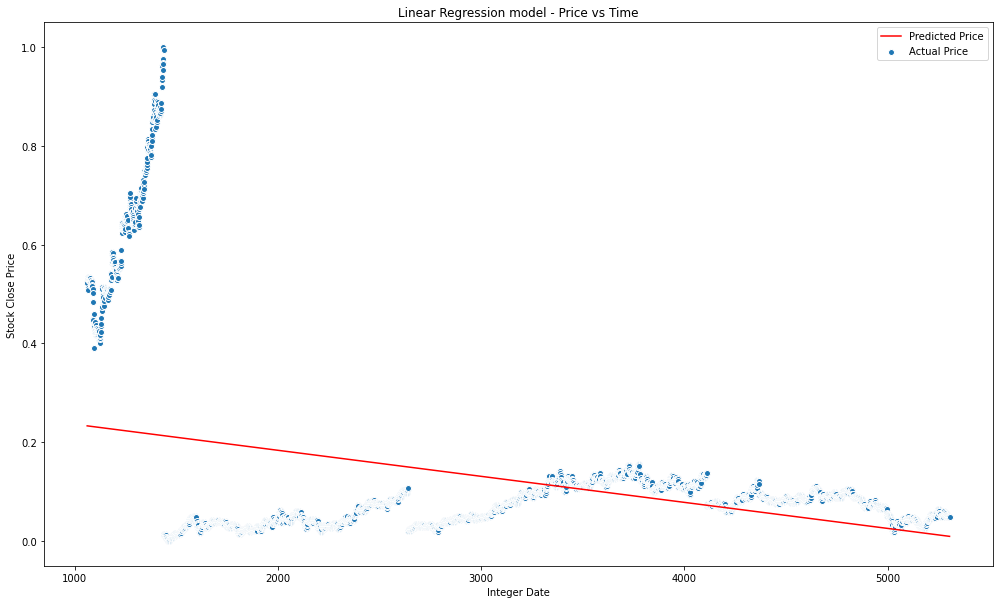 Linear Regression model - Price vs Time
Predicted Price
Actual Price
Stock Close Price
1.0
0.8
0.6
0.4
0.2
0.0
1000
2000
3000
4000
5000
Integer Date